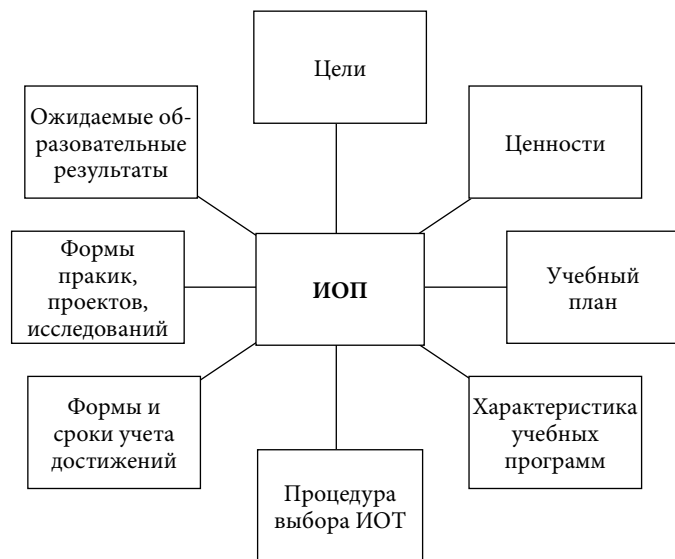 Цели
Ожидаемые об-
разовательные
результаты
Ценности
Формы
пракик,
проектов,
исследований
ИОП
Учебный
план
Формы и
сроки учета
достижений
Характеристика
учебных
программ
Процедура
выбора ИОТ